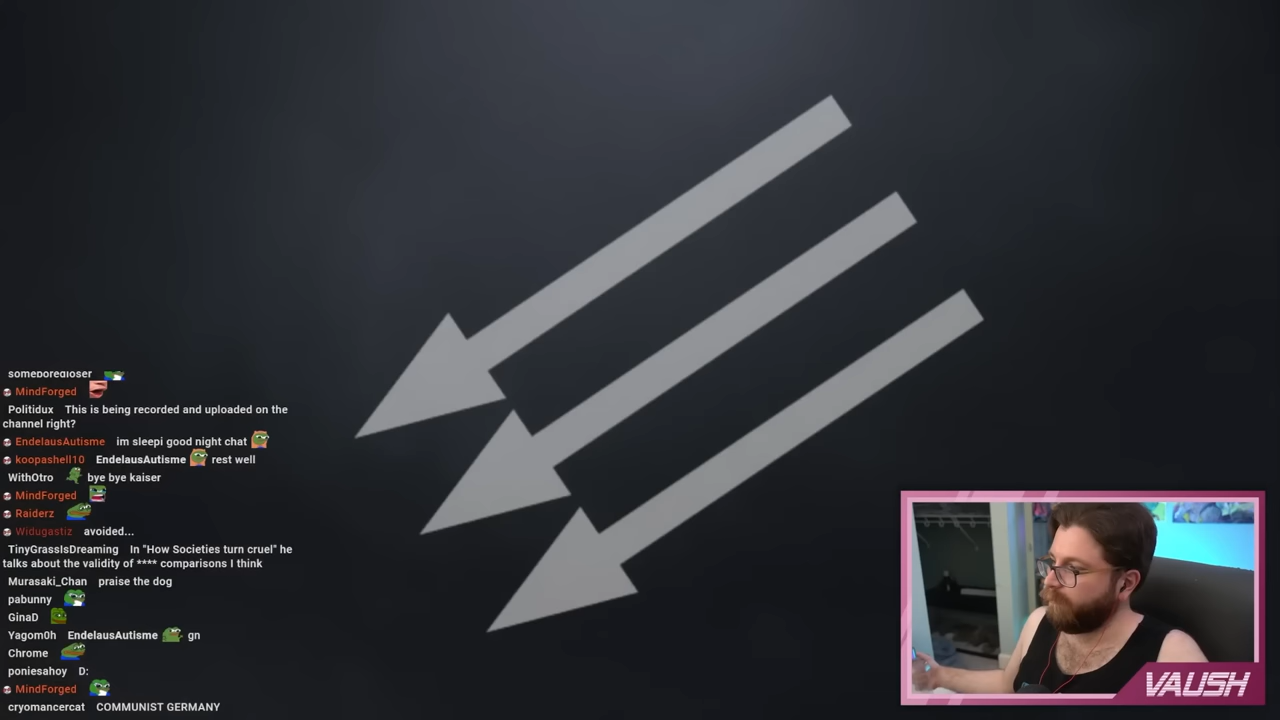 someboredloser
MindForged
Politidux This is being recorded and uploaded on the
channel right?
EndelausAutisme im sleepi good night chat
koopashell10 EndelausAutisme rest well
WithOtro bye bye kaiser
MindForged
Raiderz
Widugastiz avoided...
TinyGrassIsDreaming In "How Societies turn cruel" he
talks about the validity of **** comparisons I think
Murasaki_Chan praise the dog
pabunny
GinaD
Yagom0h EndelausAutisme gn
Chrome
poniesahoy D:
MindForged
cryomancercat COMMUNIST GERMANY
VAUSH